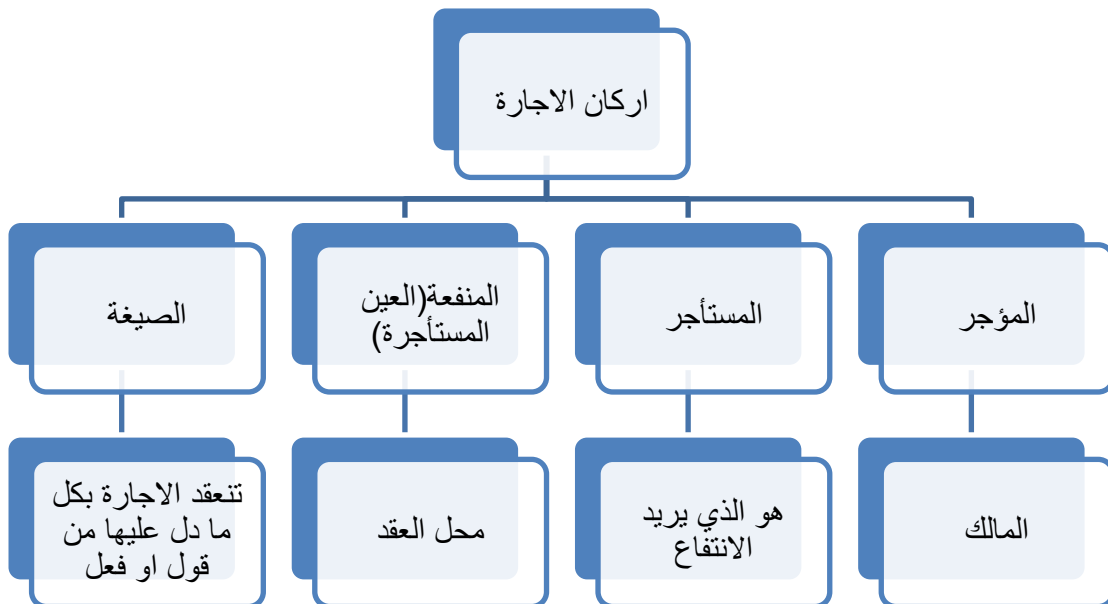 اركان الاجارة
المؤجر
المستأجر
المنفعة(العين
المستأجرة)
الصيغة
المالك
هو الذي يريد
الانتفاع
محل العقد
تنعقد الاجارة بكل
ما دل عليها من
قول او فعل